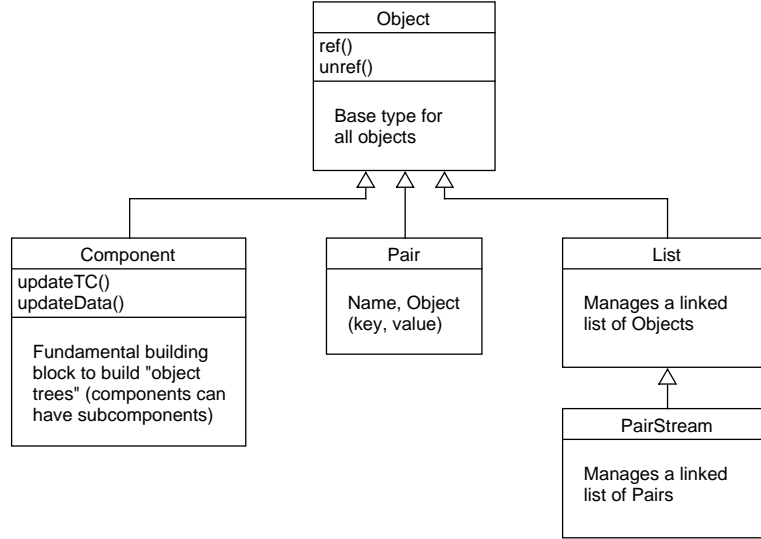 Object
ref()
unref()
Base type for
all objects
Component
updateTC()
updateData()
Fundamental building
block to build "object
trees" (components can
have subcomponents)
Pair
Name, Object
(key, value)
List
Manages a linked
list of Objects
PairStream
Manages a linked
list of Pairs